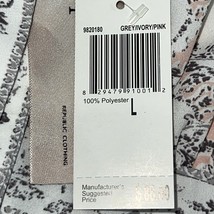 9820180 GREY/IVORY/PINK
8 29479 91001 2
100% Polyester
L
REPUBLIC CLOTHING
Manufacturer's
Suggested
Price